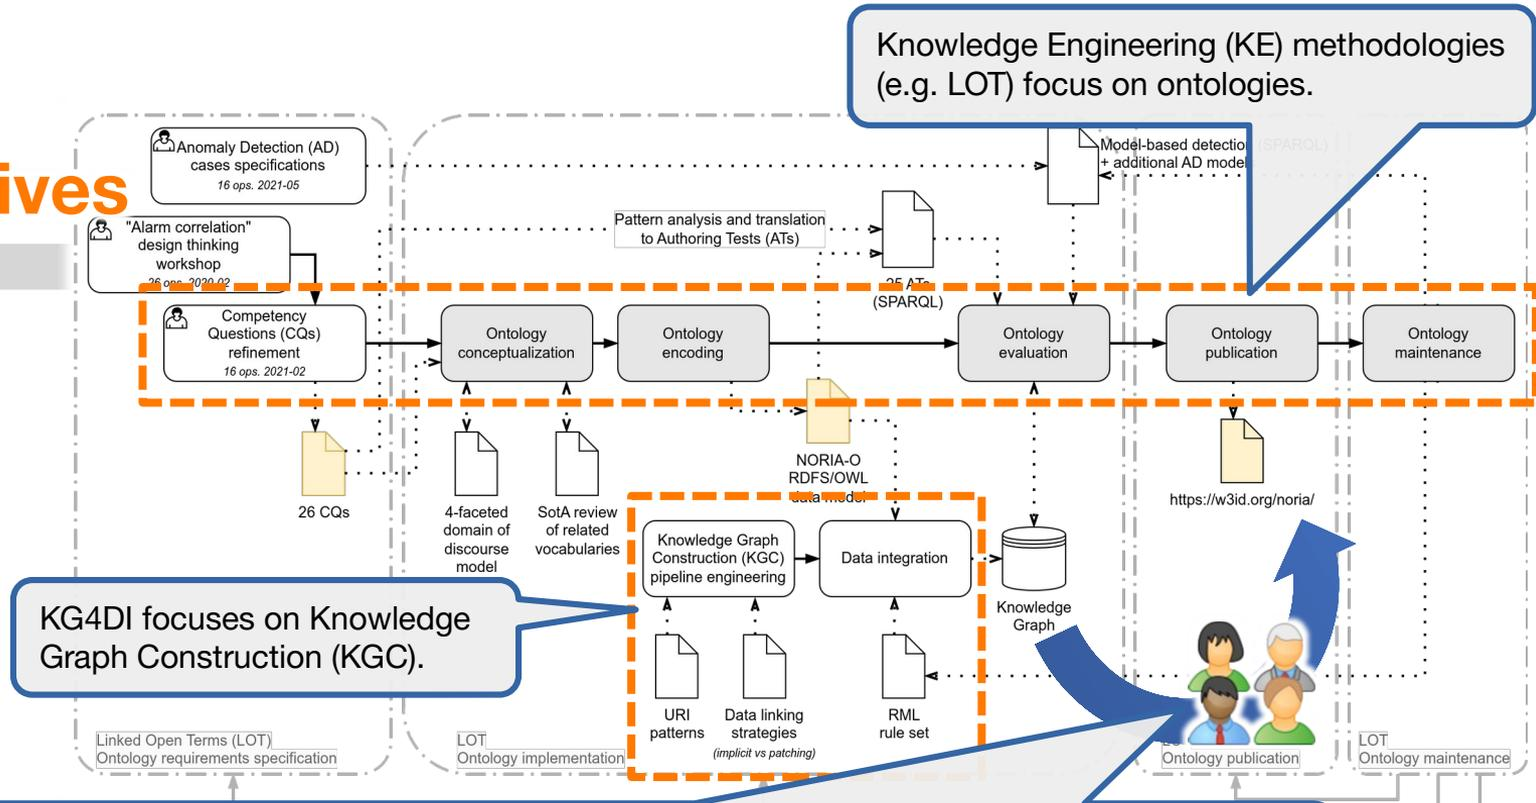 Knowledge Engineering (KE) methodologies
(e.g. LOT) focus on ontologies.
ives
Anomaly Detection (AD)
cases specifications
16 ops. 2021-05
Model-based detection (SPARQL)
+ additional AD model
"Alarm correlation"
design thinking
workshop
26 ops. 2020-02
Pattern analysis and translation
to Authoring Tests (ATs)
25 ATs
(SPARQL)
Competency
Questions (CQs)
refinement
16 ops. 2021-02
Ontology
conceptualization
Ontology
encoding
Ontology
evaluation
Ontology
publication
Ontology
maintenance
26 CQs
4-faceted
domain of
discourse
model
SotA review
of related
vocabularies
NORIA-O
RDFS/OWL
data model
https://w3id.org/noria/
Knowledge Graph
Construction (KGC)
pipeline engineering
Data integration
Knowledge
Graph
KG4DI focuses on Knowledge
Graph Construction (KGC).
URI
patterns
Data linking
strategies
(implicit vs patching)
RML
rule set
Linked Open Terms (LOT)
Ontology requirements specification
LOT
Ontology implementation
Ontology publication
LOT
Ontology maintenance